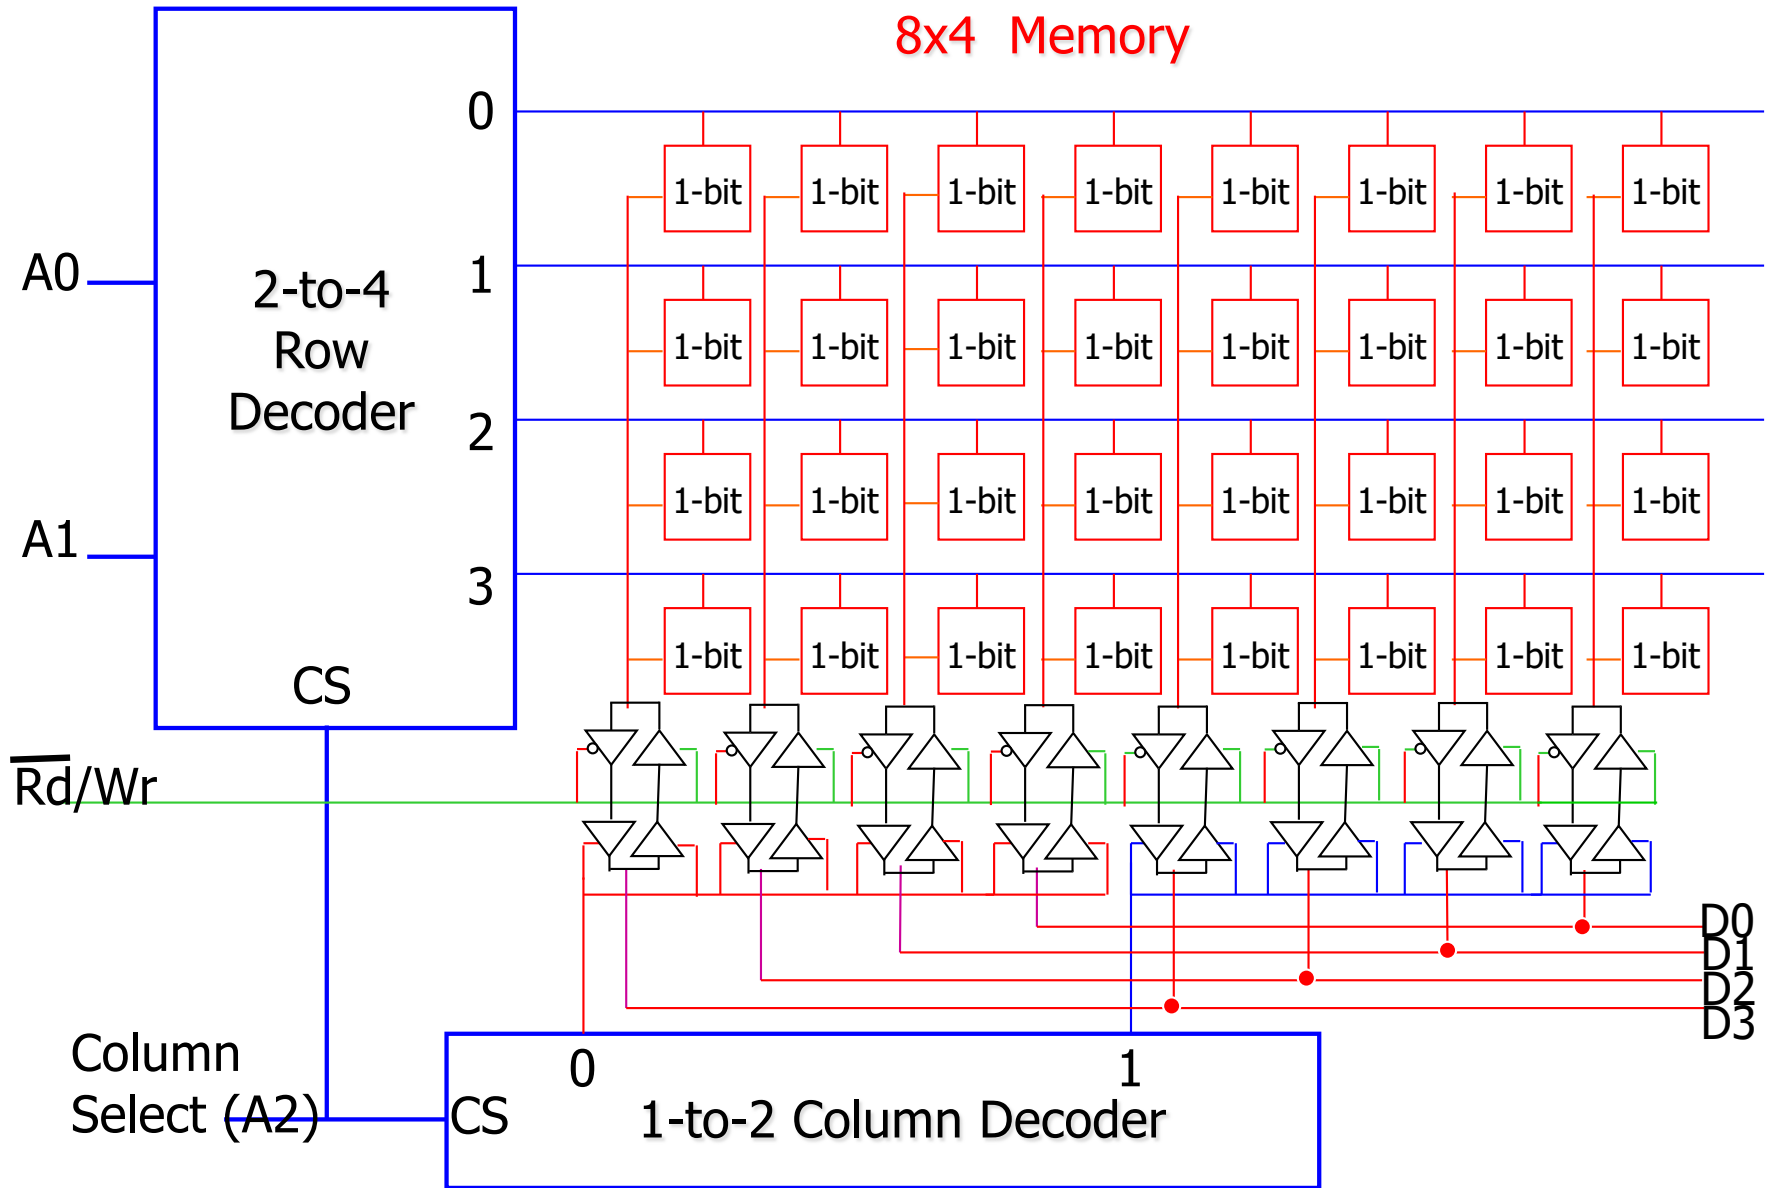 8x4 Memory
0
1-bit 1-bit 1-bit 1-bit 1-bit 1-bit 1-bit 1-bit
A0
2-to-4
Row
Decoder
1
1-bit 1-bit 1-bit 1-bit 1-bit 1-bit 1-bit 1-bit
2
1-bit 1-bit 1-bit 1-bit 1-bit 1-bit 1-bit 1-bit
A1
3
1-bit 1-bit 1-bit 1-bit 1-bit 1-bit 1-bit 1-bit
CS
R̅d̅/Wr
D0
D1
D2
D3
Column
Select (A2)
0
1
CS
1-to-2 Column Decoder